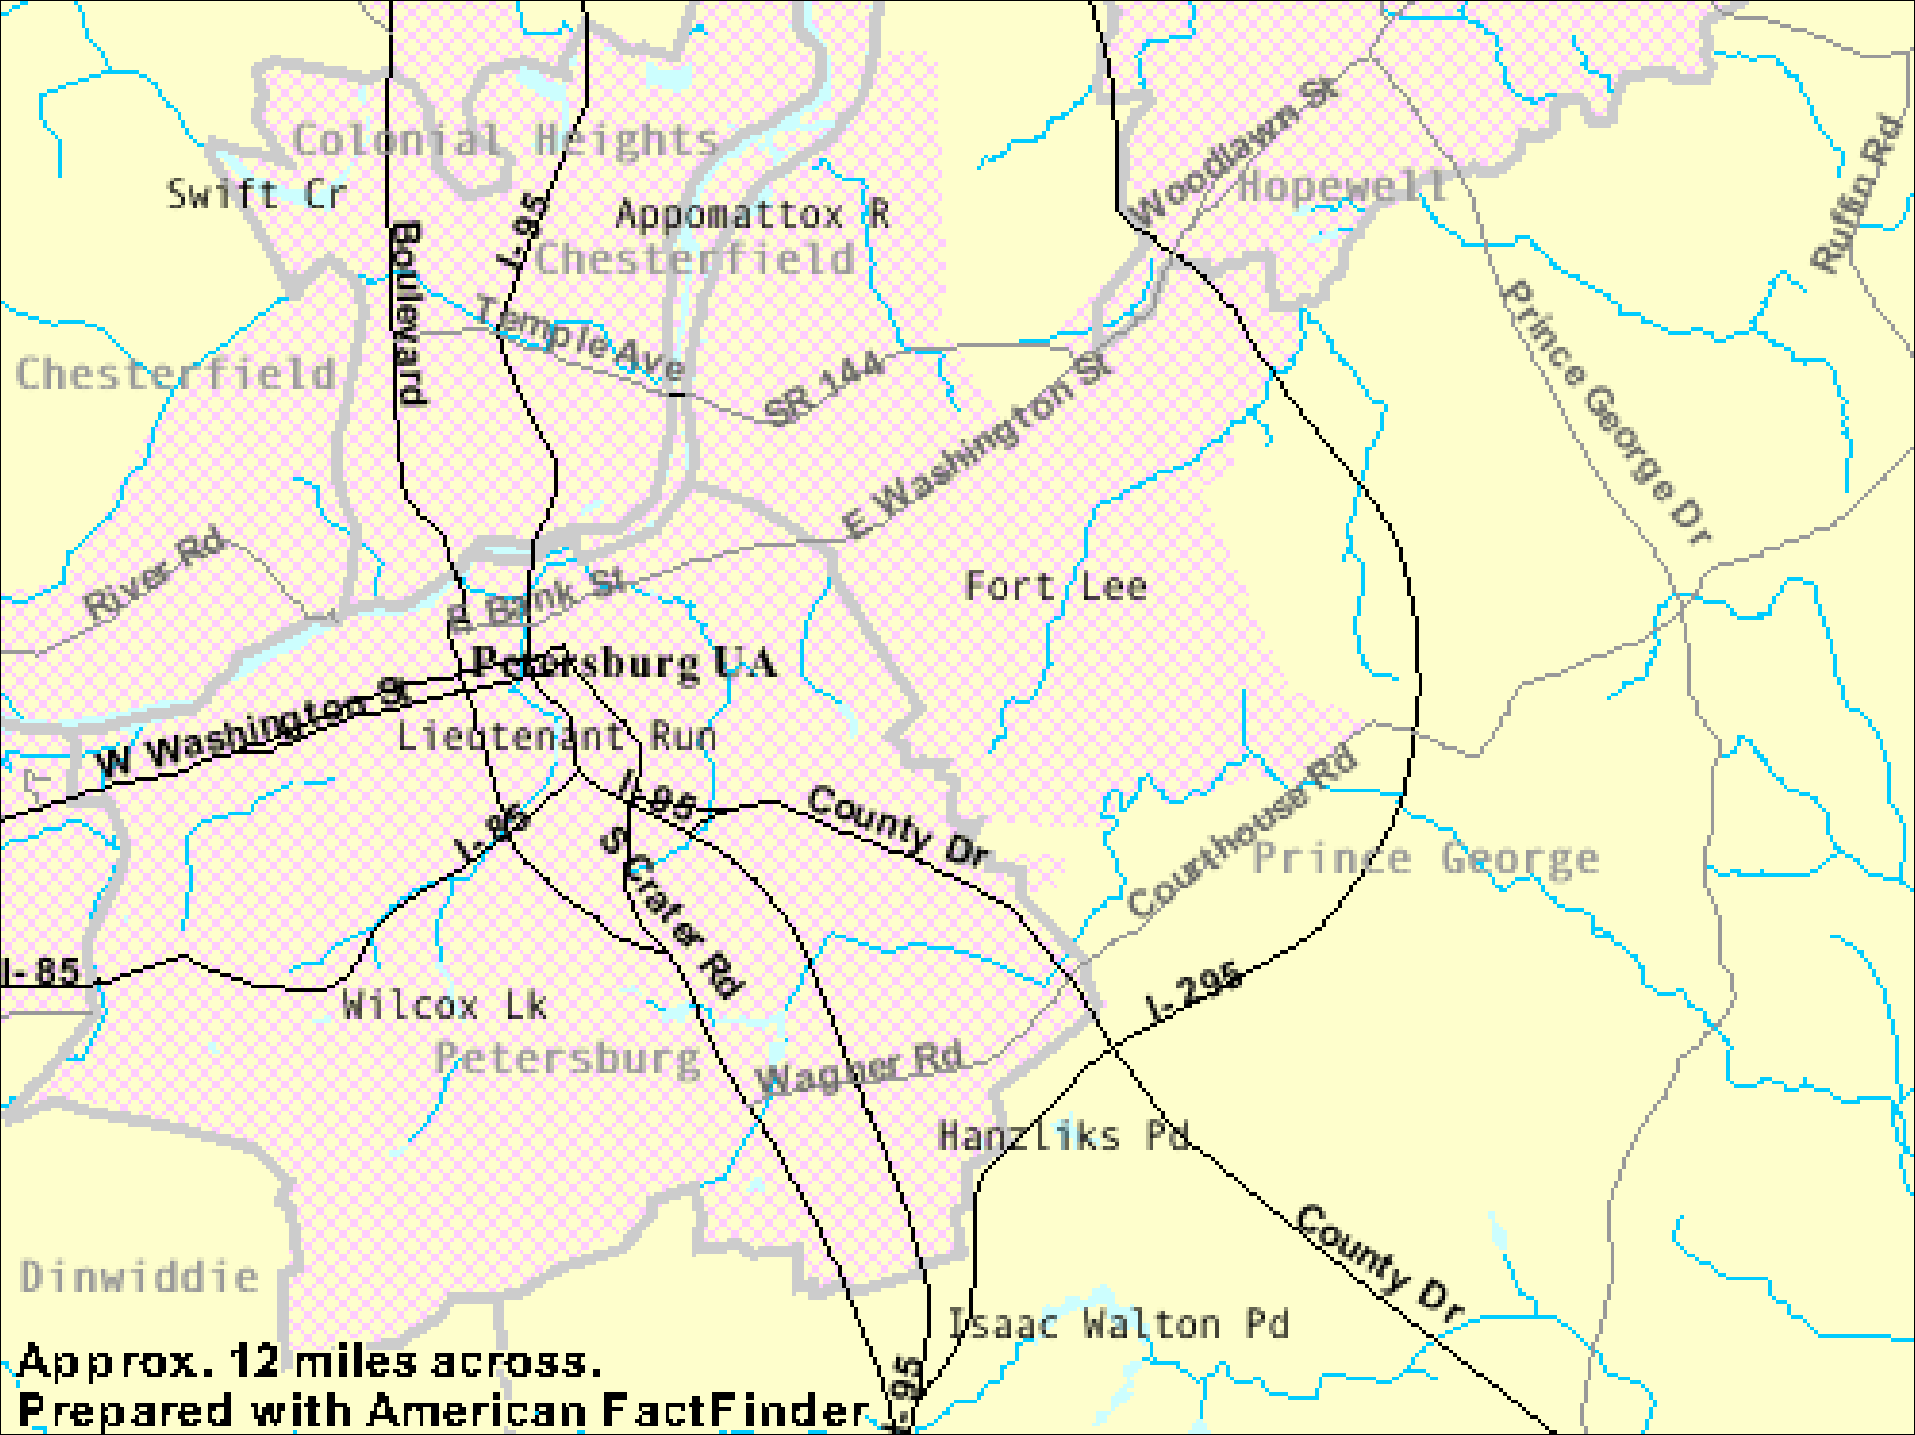 Colonial Heights
Swift Cr
Boulevard
I-95
Appomattox R
Chesterfield
Woodlawn St
Hopewell
Ruffin Rd
Temple Ave
Chesterfield
SR 144
E Washington St
Prince George Dr
River Rd
E Bank St
Fort Lee
Petersburg UA
W Washington St
Lieutenant Run
I-95
County Dr
I-85
S Crater Rd
Courthouse Rd
Prince George
I-85
Wilcox Lk
I-295
Petersburg
Wagner Rd
Hanzliks Pd
County Dr
Dinwiddie
Isaac Walton Pd
I-95
Approx. 12 miles across.
Prepared with American FactFinder